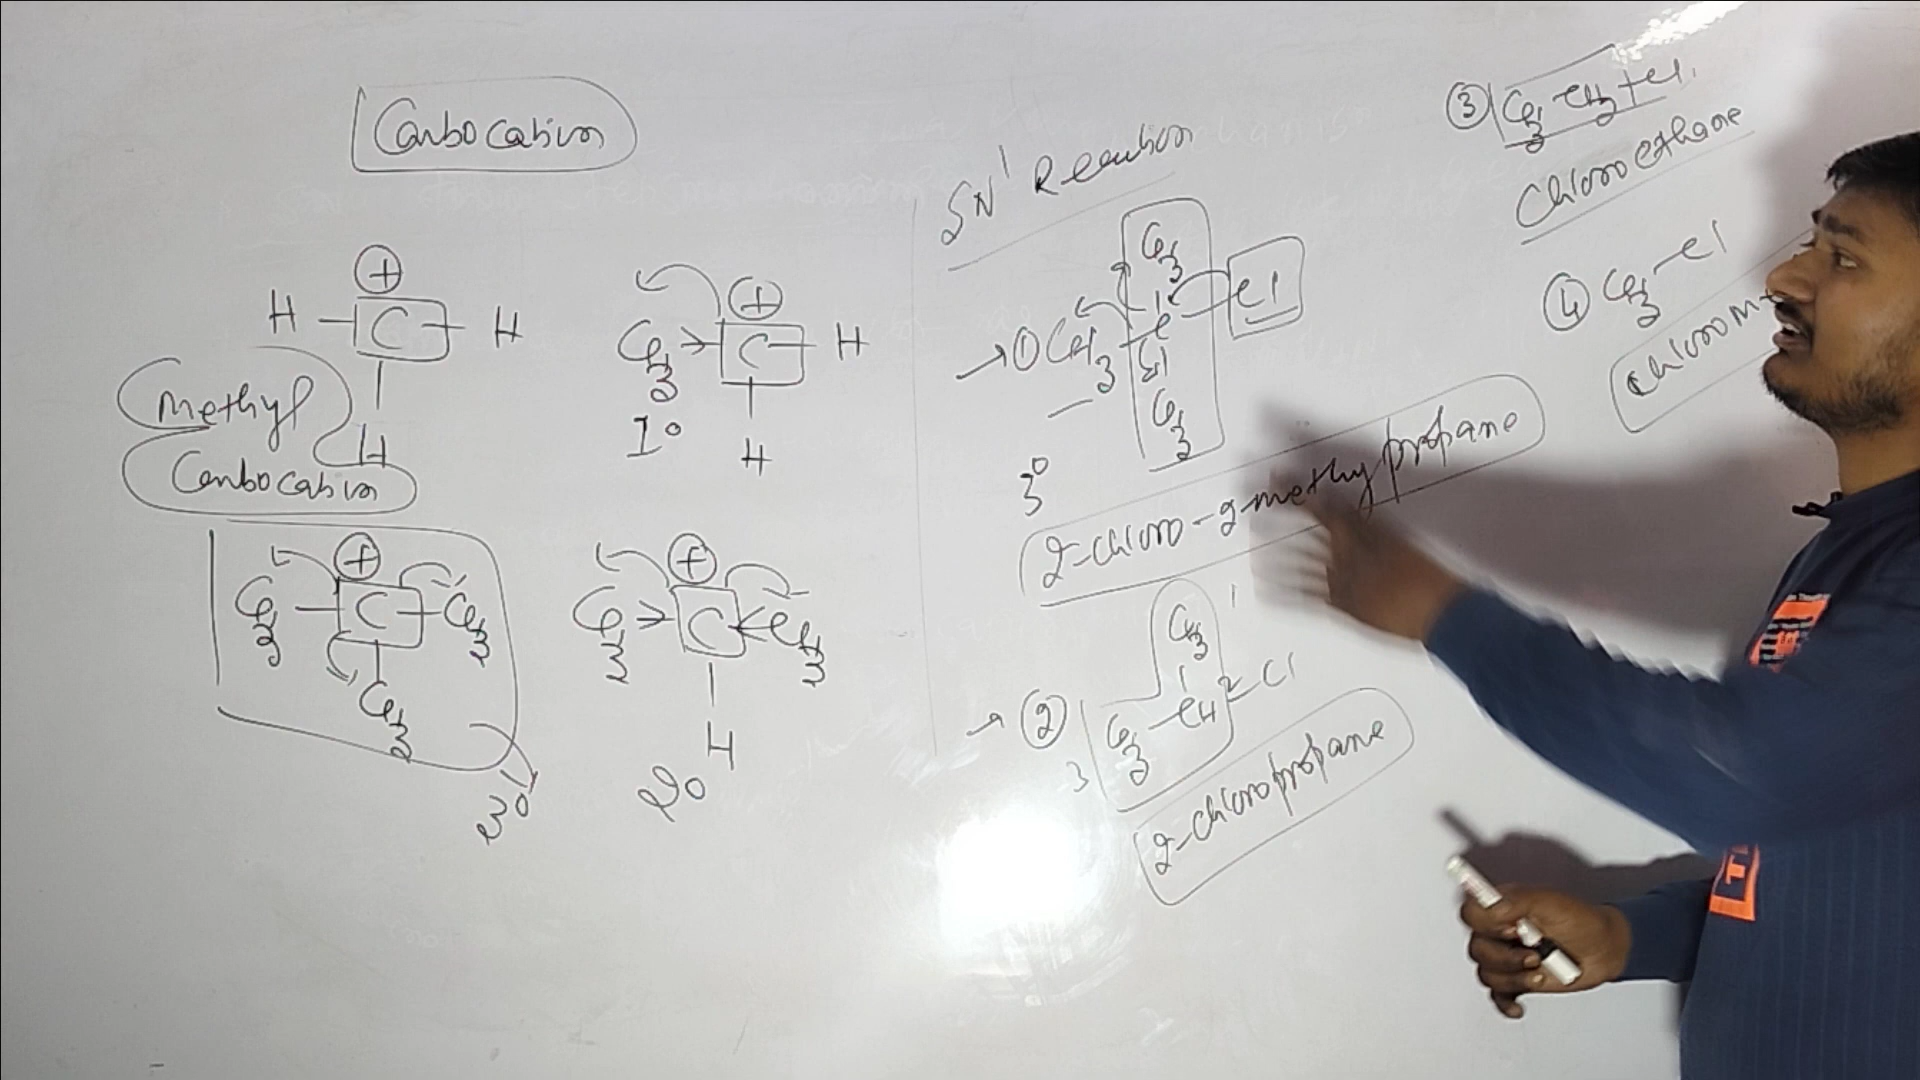 Carbocation
H - C⊕ - H
H
Methyl
Carbocation
CH3 → C⊕ - H
H
1°
CH3 - C⊕ - CH3
CH3
3°
CH3 → C⊕ ← CH3
H
2°
SN1 Reaction
① CH3 - C - Cl
CH3
CH3
3°
2-chloro-2-methylpropane
CH3
② CH3 - CH - Cl
2-chloropropane
③ CH3-CH2+Cl
Chloroethane
④ CH3-Cl